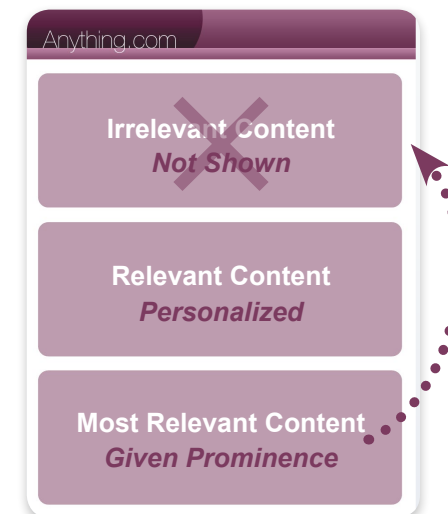 Anything.com
Irrelevant Content
Not Shown
Relevant Content
Personalized
Most Relevant Content
Given Prominence